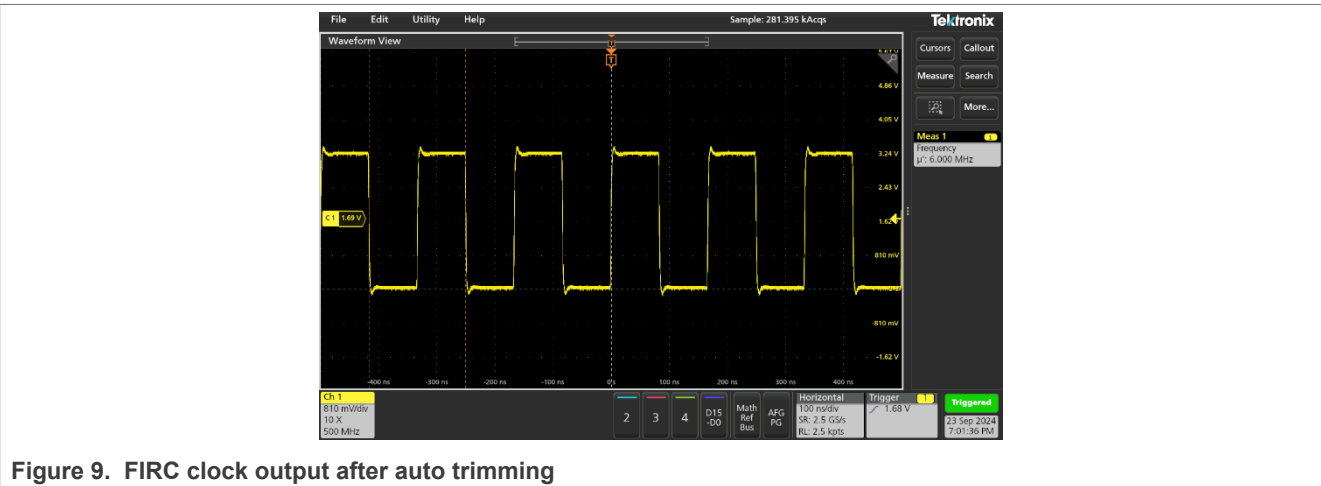 File Edit Utility Help Sample: 281.395 kAcqs Tektronix
Waveform View
Cursors Callout
Measure Search
More...
Meas 1 1
Frequency
µ': 6.000 MHz
T
4.86 V
4.05 V
3.24 V
2.43 V
1.62 V
810 mV
-810 mV
-1.62 V
C1 1.69 V
-400 ns -300 ns -200 ns -100 ns 0 s 100 ns 200 ns 300 ns 400 ns
Ch 1
810 mV/div
10 X
500 MHz
2 3 4
D15
-D0
Math
Ref
Bus
AFG
PG
Horizontal
100 ns/div
SR: 2.5 GS/s
RL: 2.5 kpts
Trigger 1
1.68 V
Triggered
23 Sep 2024
7:01:36 PM
Figure 9. FIRC clock output after auto trimming